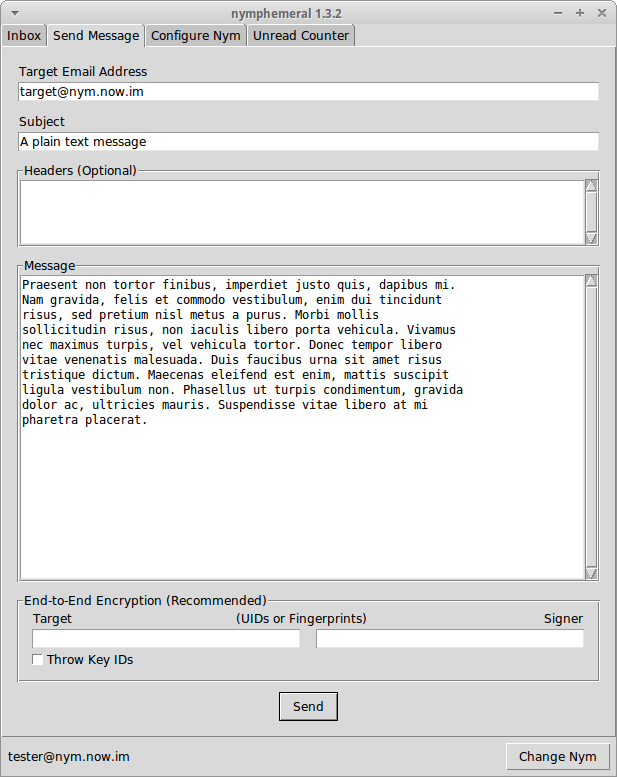 nymphemeral 1.3.2
Inbox Send Message Configure Nym Unread Counter
Target Email Address
target@nym.now.im
Subject
A plain text message
Headers (Optional)
Message
Praesent non tortor finibus, imperdiet justo quis, dapibus mi.
Nam gravida, felis et commodo vestibulum, enim dui tincidunt
risus, sed pretium nisl metus a purus. Morbi mollis
sollicitudin risus, non iaculis libero porta vehicula. Vivamus
nec maximus turpis, vel vehicula tortor. Donec tempor libero
vitae venenatis malesuada. Duis faucibus urna sit amet risus
tristique dictum. Maecenas eleifend est enim, mattis suscipit
ligula vestibulum non. Phasellus ut turpis condimentum, gravida
dolor ac, ultricies mauris. Suspendisse vitae libero at mi
pharetra placerat.
End-to-End Encryption (Recommended)
Target (UIDs or Fingerprints) Signer
Throw Key IDs
Send
tester@nym.now.im Change Nym